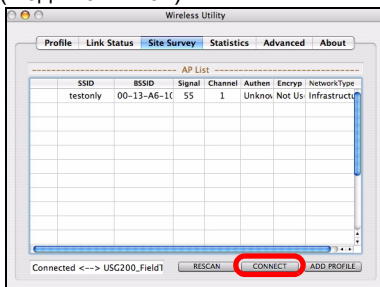 Wireless Utility
Profile Link Status Site Survey Statistics Advanced About
AP List
SSID BSSID Signal Channel Authen Encryp NetworkType
testonly 00-13-A6-1( 55 1 Unknov Not Us Infrastructu
Connected <--> USG200_Field1 RESCAN CONNECT ADD PROFILE